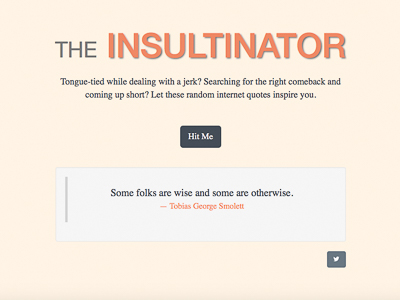 THE INSULTINATOR
Tongue-tied while dealing with a jerk? Searching for the right comeback and
coming up short? Let these random internet quotes inspire you.
Hit Me
Some folks are wise and some are otherwise.
— Tobias George Smolett